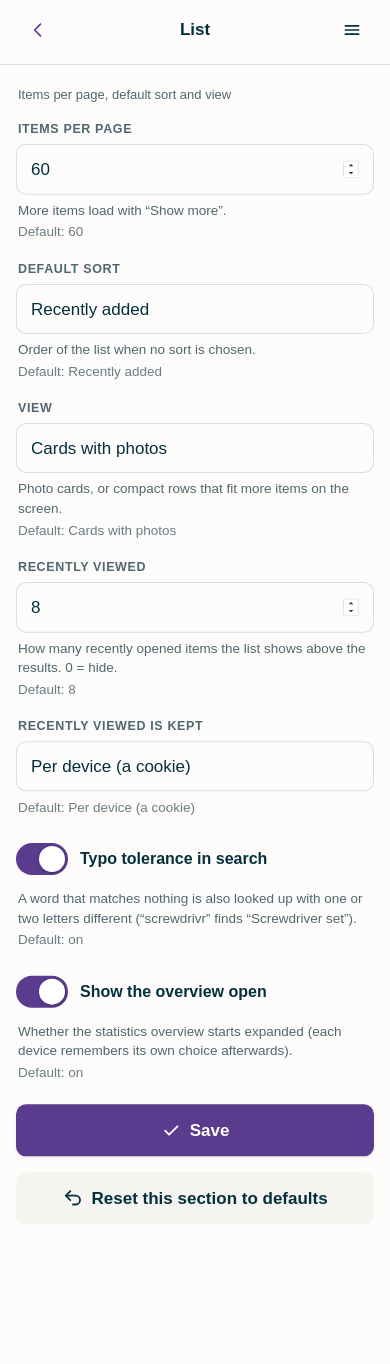 List
Items per page, default sort and view
ITEMS PER PAGE
60
More items load with “Show more”.
Default: 60
DEFAULT SORT
Recently added
Order of the list when no sort is chosen.
Default: Recently added
VIEW
Cards with photos
Photo cards, or compact rows that fit more items on the
screen.
Default: Cards with photos
RECENTLY VIEWED
8
How many recently opened items the list shows above the
results. 0 = hide.
Default: 8
RECENTLY VIEWED IS KEPT
Per device (a cookie)
Default: Per device (a cookie)
Typo tolerance in search
A word that matches nothing is also looked up with one or
two letters different (“screwdrivr” finds “Screwdriver set”).
Default: on
Show the overview open
Whether the statistics overview starts expanded (each
device remembers its own choice afterwards).
Default: on
Save
Reset this section to defaults